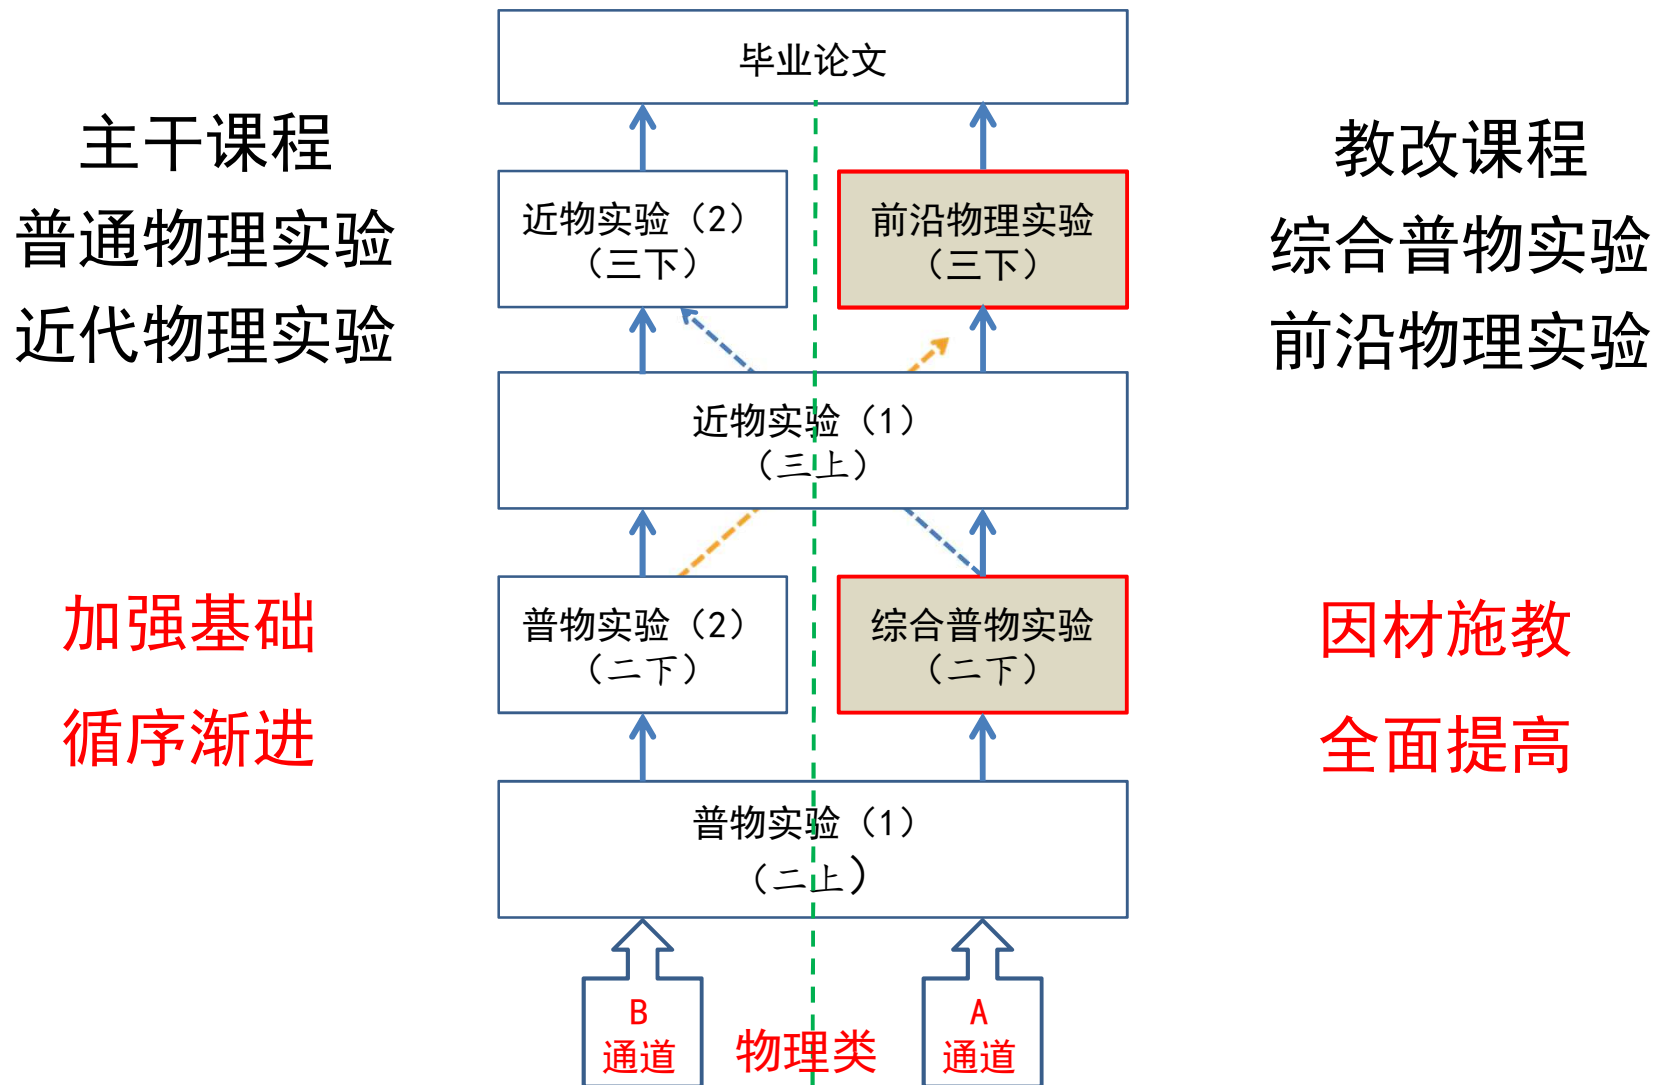 毕业论文
主干课程
普通物理实验
近代物理实验
近物实验（2）
（三下）
前沿物理实验
（三下）
教改课程
综合普物实验
前沿物理实验
近物实验（1）
（三上）
加强基础
循序渐进
普物实验（2）
（二下）
综合普物实验
（二下）
因材施教
全面提高
普物实验（1）
（二上）
B
通道
物理类
A
通道